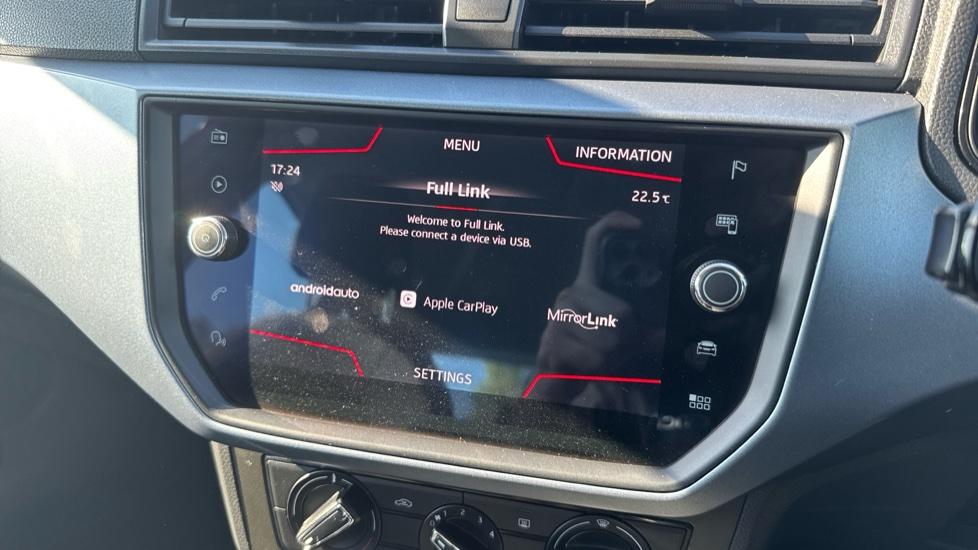 MENU
INFORMATION
17:24
22.5℃
Full Link
Welcome to Full Link.
Please connect a device via USB.
androidauto
Apple CarPlay
MirrorLink
SETTINGS